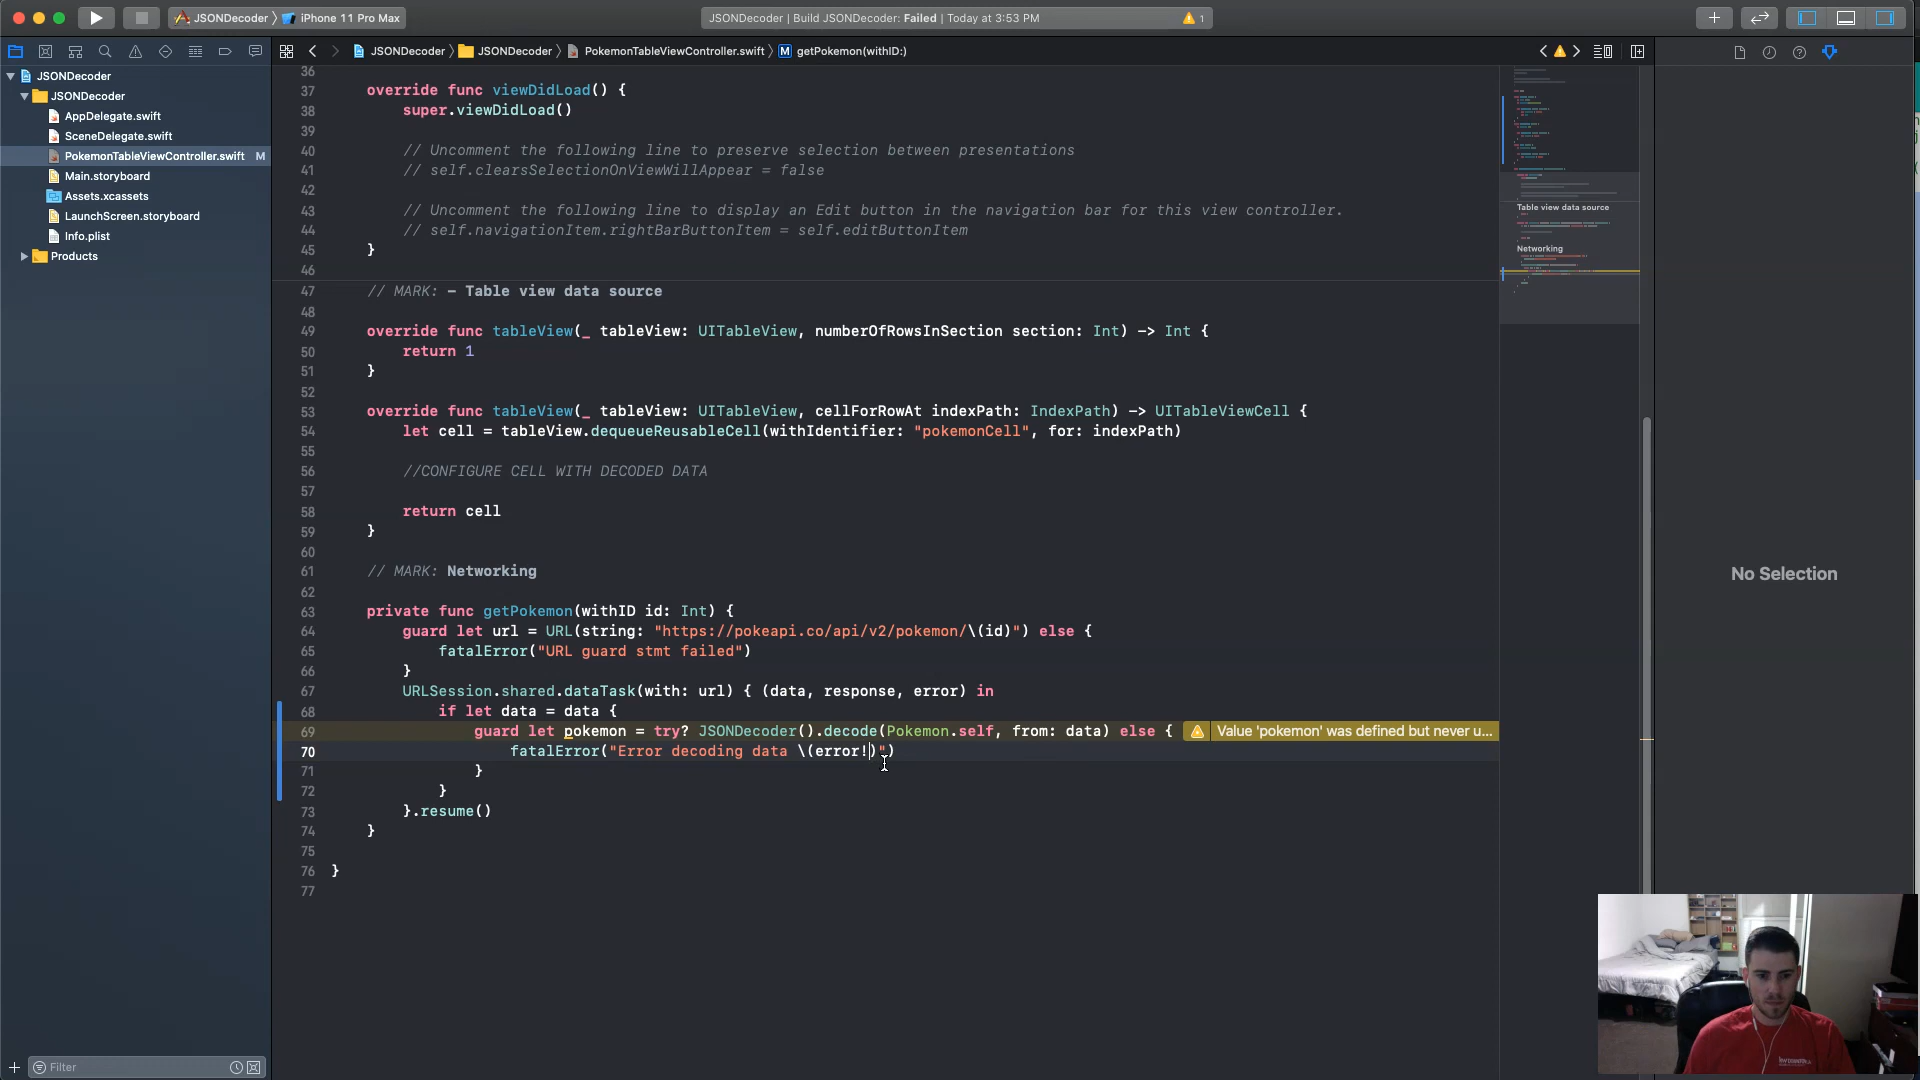 JSONDecoder 〉 iPhone 11 Pro Max
JSONDecoder | Build JSONDecoder: Failed | Today at 3:53 PM
1
JSONDecoder 〉 JSONDecoder 〉 PokemonTableViewController.swift 〉 M getPokemon(withID:)
JSONDecoder
JSONDecoder
AppDelegate.swift
SceneDelegate.swift
PokemonTableViewController.swift M
Main.storyboard
Assets.xcassets
LaunchScreen.storyboard
Info.plist
Products
36
37 override func viewDidLoad() {
38 super.viewDidLoad()
39
40 // Uncomment the following line to preserve selection between presentations
41 // self.clearsSelectionOnViewWillAppear = false
42
43 // Uncomment the following line to display an Edit button in the navigation bar for this view controller.
44 // self.navigationItem.rightBarButtonItem = self.editButtonItem
45 }
46
47 // MARK: - Table view data source
48
49 override func tableView(_ tableView: UITableView, numberOfRowsInSection section: Int) -> Int {
50 return 1
51 }
52
53 override func tableView(_ tableView: UITableView, cellForRowAt indexPath: IndexPath) -> UITableViewCell {
54 let cell = tableView.dequeueReusableCell(withIdentifier: "pokemonCell", for: indexPath)
55
56 //CONFIGURE CELL WITH DECODED DATA
57
58 return cell
59 }
60
61 // MARK: Networking
62
63 private func getPokemon(withID id: Int) {
64 guard let url = URL(string: "https://pokeapi.co/api/v2/pokemon/\(id)") else {
65 fatalError("URL guard stmt failed")
66 }
67 URLSession.shared.dataTask(with: url) { (data, response, error) in
68 if let data = data {
69 guard let pokemon = try? JSONDecoder().decode(Pokemon.self, from: data) else { Value 'pokemon' was defined but never u...
70 fatalError("Error decoding data \(error!)")
71 }
72 }
73 }.resume()
74 }
75
76 }
77
Table view data source
Networking
No Selection
Filter